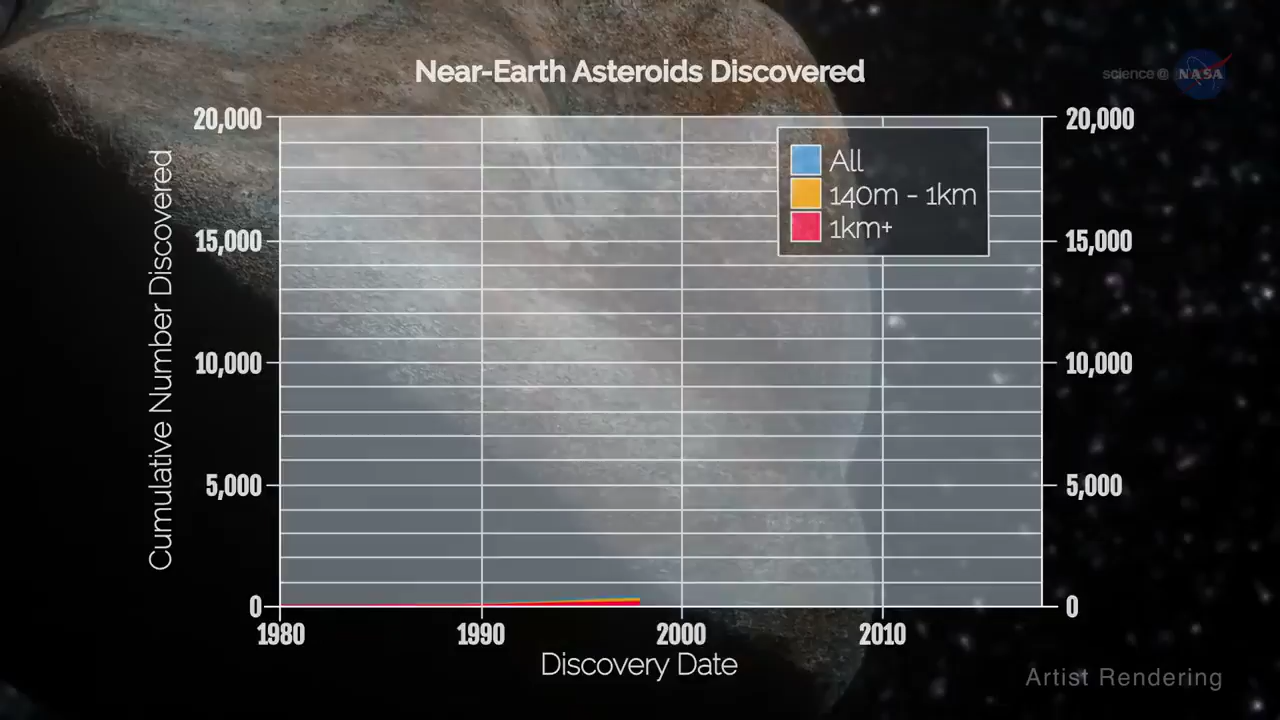 Near-Earth Asteroids Discovered
science@ NASA
20,000
15,000
10,000
5,000
0
Cumulative Number Discovered
All
140m - 1km
1km+
20,000
15,000
10,000
5,000
0
1980 1990 2000 2010
Discovery Date
Artist Rendering